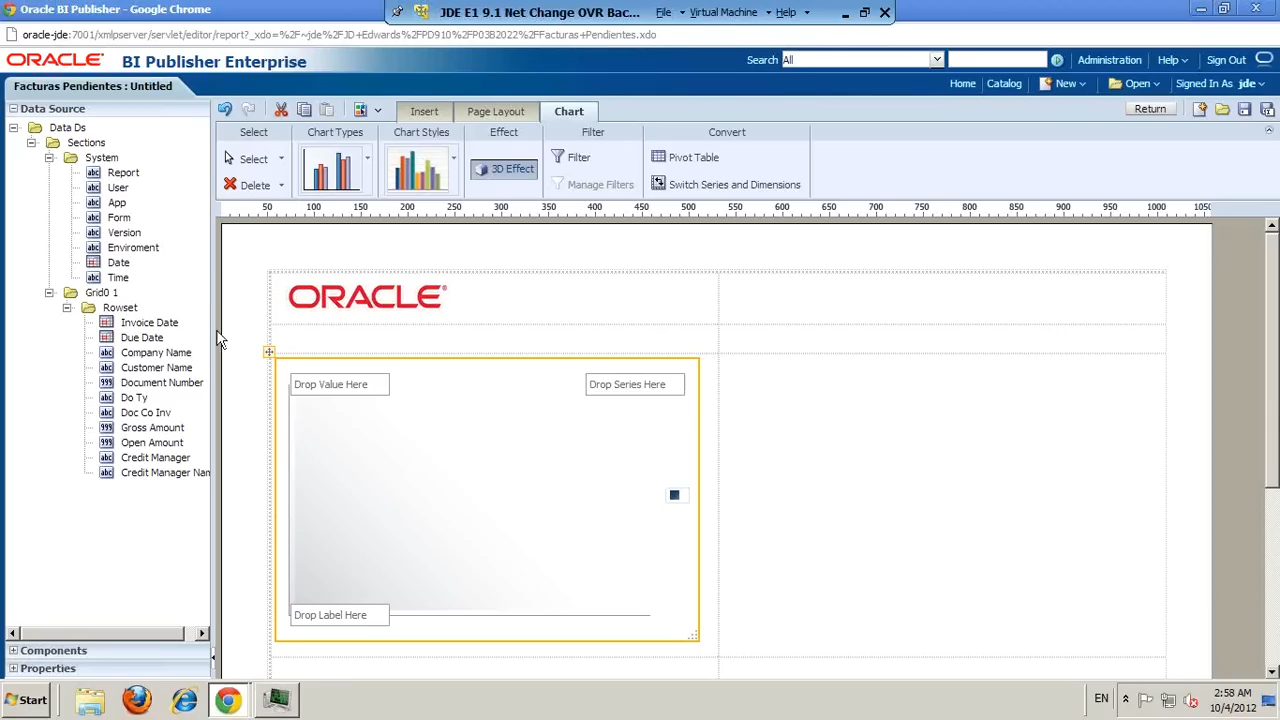 Oracle BI Publisher - Google Chrome
JDE E1 9.1 Net Change OVR Bac... File Virtual Machine Help
oracle-jde:7001/xmlpserver/servlet/editor/report?_xdo=%2F~jde%2FJD+Edwards%2FPD910%2FP03B2022%2FFacturas+Pendientes.xdo
ORACLE BI Publisher Enterprise
Search All Administration Help Sign Out
Facturas Pendientes : Untitled
Home Catalog New Open Signed In As jde
Data Source
Insert Page Layout Chart Return
Data Ds
Sections
System
Report
User
App
Form
Version
Enviroment
Date
Time
Grid0 1
Rowset
Invoice Date
Due Date
Company Name
Customer Name
Document Number
Do Ty
Doc Co Inv
Gross Amount
Open Amount
Credit Manager
Credit Manager Nam
Components
Properties
Select Chart Types Chart Styles Effect Filter Convert
Select
Delete
3D Effect
Filter
Manage Filters
Pivot Table
Switch Series and Dimensions
50 100 150 200 250 300 350 400 450 500 550 600 650 700 750 800 850 900 950 1000 1050
ORACLE®
Drop Value Here Drop Series Here
Drop Label Here
Start
EN
2:58 AM
10/4/2012